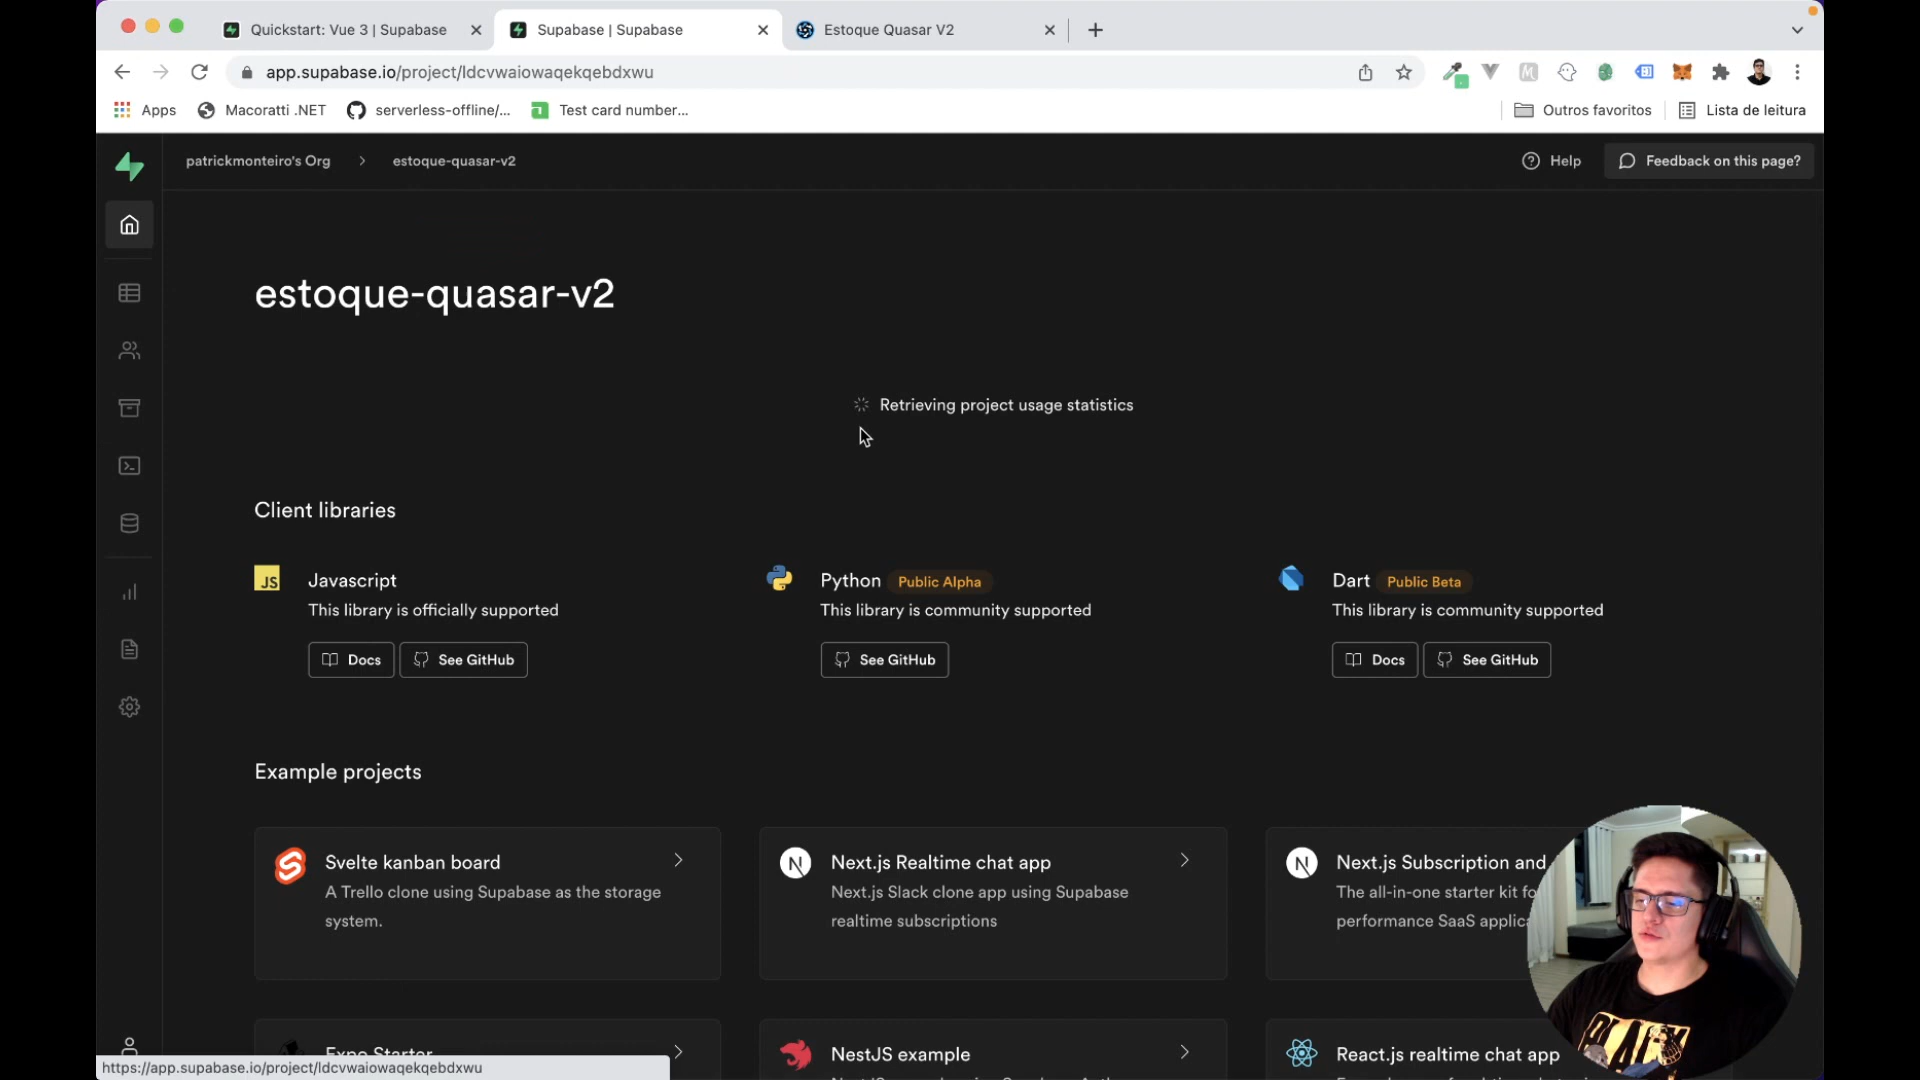 Quickstart: Vue 3 | Supabase
Supabase | Supabase
Estoque Quasar V2
app.supabase.io/project/ldcvwaiowaqekqebdxwu
Apps
Macoratti .NET
serverless-offline/...
Test card number...
Outros favoritos
Lista de leitura
patrickmonteiro's Org
estoque-quasar-v2
Help
Feedback on this page?
estoque-quasar-v2
Retrieving project usage statistics
Client libraries
JS
Javascript
This library is officially supported
Docs
See GitHub
Python
Public Alpha
This library is community supported
See GitHub
Dart
Public Beta
This library is community supported
Docs
See GitHub
Example projects
Svelte kanban board
A Trello clone using Supabase as the storage
system.
N
Next.js Realtime chat app
Next.js Slack clone app using Supabase
realtime subscriptions
N
Next.js Subscription and
The all-in-one starter kit
performance SaaS
Expo Starter
NestJS example
React.js realtime chat app
https://app.supabase.io/project/ldcvwaiowaqekqebdxwu